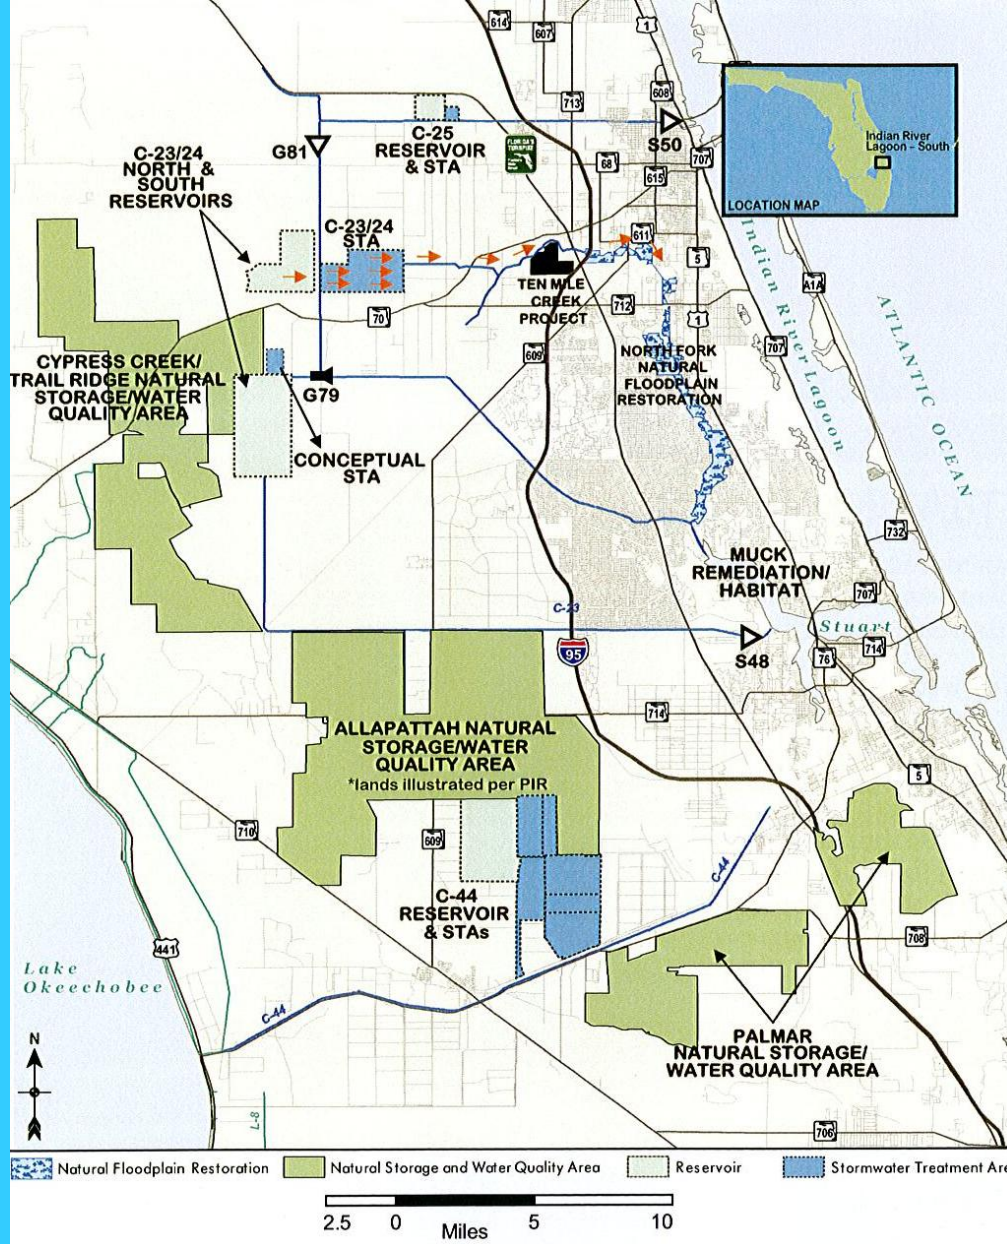 614
607
1
713
608
FLORIDA'S
TURNPIKE
C-25
RESERVOIR
& STA
G81
S50
68
707
615
C-23/24
NORTH &
SOUTH
RESERVOIRS
C-23/24
STA
611
5
TEN MILE
CREEK
PROJECT
70
712
1
609
707
A1A
Indian River
Lagoon - South
LOCATION MAP
Indian River Lagoon
ATLANTIC OCEAN
CYPRESS CREEK/
TRAIL RIDGE NATURAL
STORAGE/WATER
QUALITY AREA
G79
NORTH FORK
NATURAL
FLOODPLAIN
RESTORATION
CONCEPTUAL
STA
732
MUCK
REMEDIATION/
HABITAT
707
C-23
Stuart
S48
714
76
95
714
ALLAPATTAH NATURAL
STORAGE/WATER
QUALITY AREA
*lands illustrated per PIR
5
710
609
C-44
C-44
RESERVOIR
& STAs
441
708
Lake
Okeechobee
C-44
PALMAR
NATURAL STORAGE/
WATER QUALITY AREA
N
L-8
706
Natural Floodplain Restoration
Natural Storage and Water Quality Area
Reservoir
Stormwater Treatment Are
2.5 0 5 10
Miles